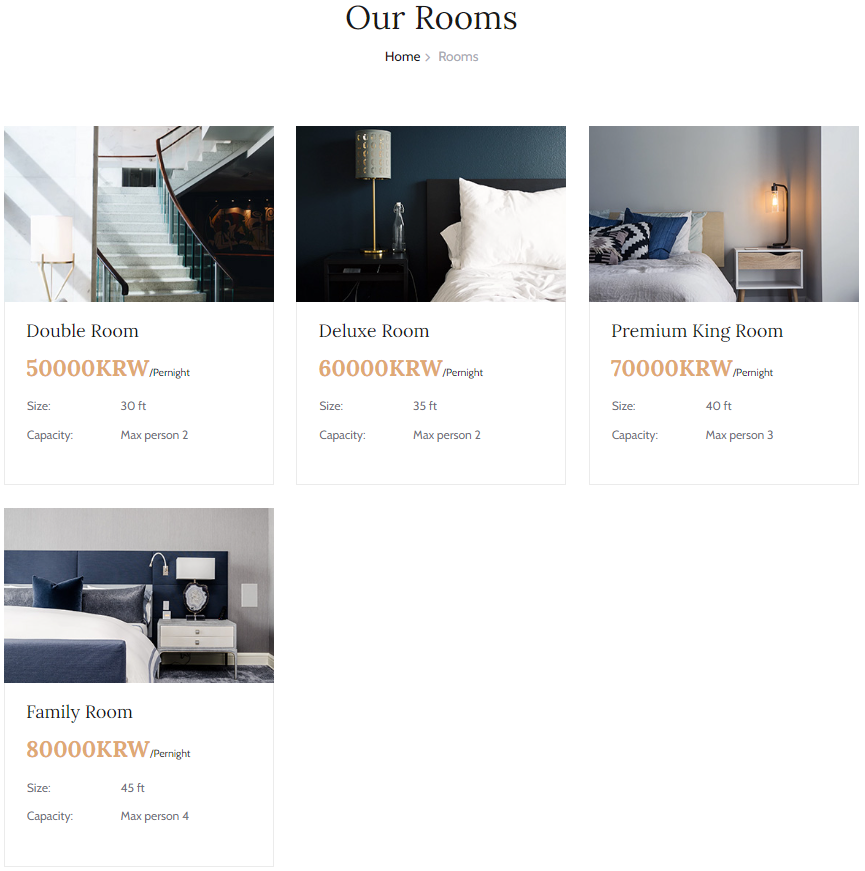 Our Rooms
Home > Rooms
Double Room
50000KRW/Pernight
Size: 30 ft
Capacity: Max person 2
Deluxe Room
60000KRW/Pernight
Size: 35 ft
Capacity: Max person 2
Premium King Room
70000KRW/Pernight
Size: 40 ft
Capacity: Max person 3
Family Room
80000KRW/Pernight
Size: 45 ft
Capacity: Max person 4